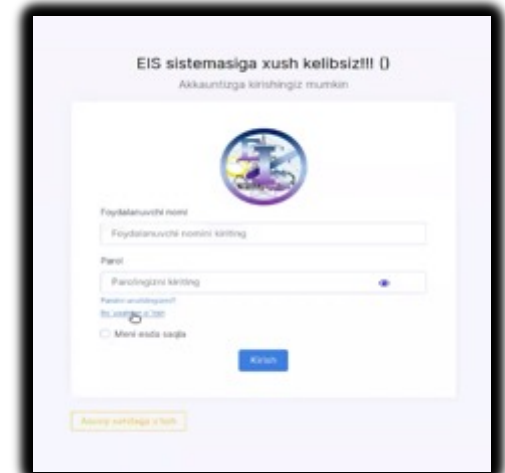 EIS sistemasiga xush kelibsiz!!! ()
Akkauntizga kirishingiz mumkin
Foydalanuvchi nomi
Foydalanuvchi nomini kiriting
Parol
Parolingizni kiriting
Parolni unutdingizmi?
Meni esda saqla
Kirish
Asosiy sahifaga o'tish